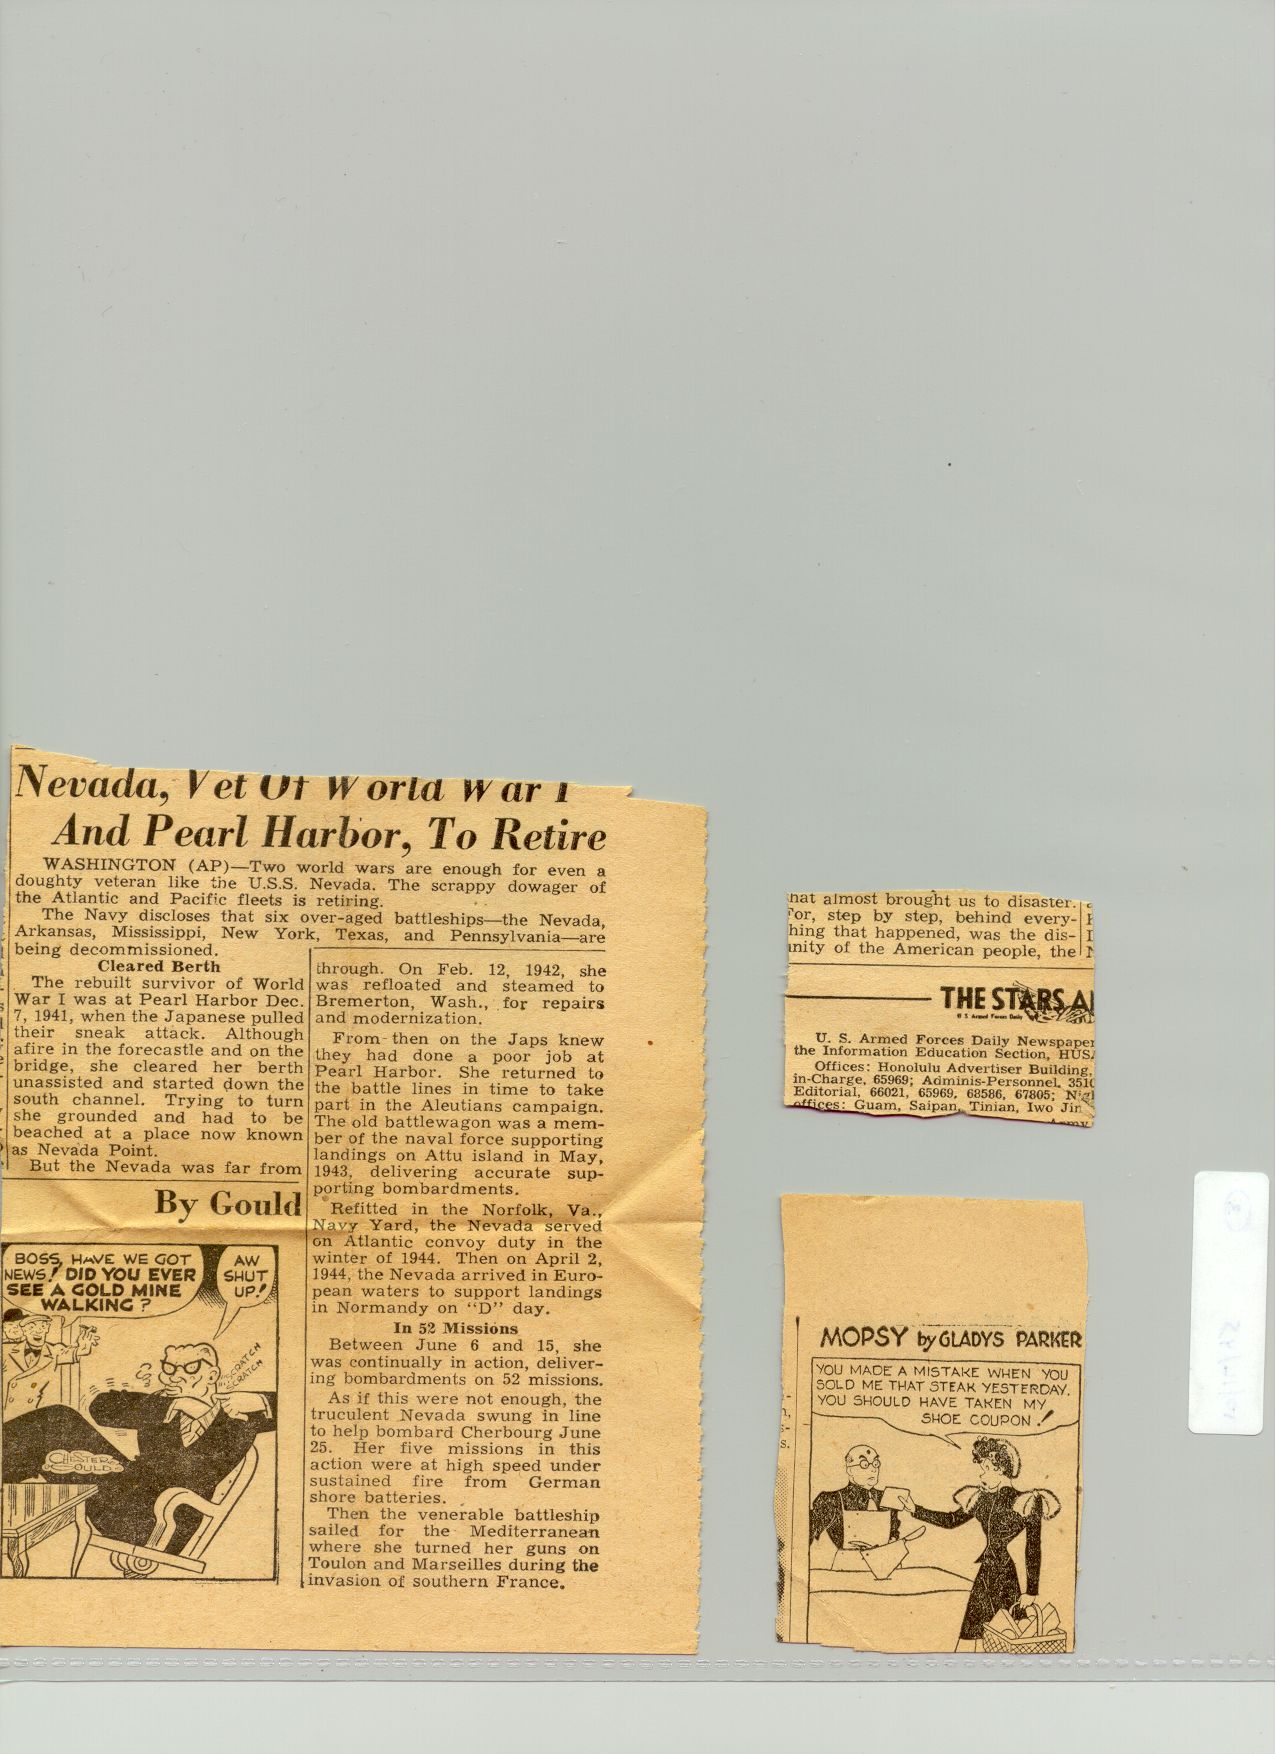 Nevada, Vet Of World War I
And Pearl Harbor, To Retire
WASHINGTON (AP)—Two world wars are enough for even a
doughty veteran like the U.S.S. Nevada. The scrappy dowager of
the Atlantic and Pacific fleets is retiring.
The Navy discloses that six over-aged battleships—the Nevada,
Arkansas, Mississippi, New York, Texas, and Pennsylvania—are
being decommissioned.
Cleared Berth
The rebuilt survivor of World
War I was at Pearl Harbor Dec.
7, 1941, when the Japanese pulled
their sneak attack. Although
afire in the forecastle and on the
bridge, she cleared her berth
unassisted and started down the
south channel. Trying to turn
she grounded and had to be
beached at a place now known
as Nevada Point.
But the Nevada was far from
through. On Feb. 12, 1942, she
was refloated and steamed to
Bremerton, Wash., for repairs
and modernization.
From then on the Japs knew
they had done a poor job at
Pearl Harbor. She returned to
the battle lines in time to take
part in the Aleutians campaign.
The old battlewagon was a mem-
ber of the naval force supporting
landings on Attu island in May,
1943, delivering accurate sup-
porting bombardments.
Refitted in the Norfolk, Va.,
Navy Yard, the Nevada served
on Atlantic convoy duty in the
winter of 1944. Then on April 2,
1944, the Nevada arrived in Euro-
pean waters to support landings
in Normandy on "D" day.
In 52 Missions
Between June 6 and 15, she
was continually in action, deliver-
ing bombardments on 52 missions.
As if this were not enough, the
truculent Nevada swung in line
to help bombard Cherbourg June
25. Her five missions in this
action were at high speed under
sustained fire from German
shore batteries.
Then the venerable battleship
sailed for the Mediterranean
where she turned her guns on
Toulon and Marseilles during the
invasion of southern France.
By Gould
BOSS, HAVE WE GOT
NEWS! DID YOU EVER
SEE A GOLD MINE
WALKING?
AW
SHUT
UP!
SCRATCH
SCRATCH
CHESTER
GOULD
hat almost brought us to disaster.
For, step by step, behind every-
hing that happened, was the dis-
unity of the American people, the
THE STARS A
U. S. Armed Forces Daily
U. S. Armed Forces Daily Newspaper
the Information Education Section, HUSA
Offices: Honolulu Advertiser Building,
in-Charge, 65969; Adminis-Personnel, 3510
Editorial, 66021, 65969, 68586, 67805; Nigh
offices: Guam, Saipan, Tinian, Iwo Jim
Army
MOPSY by GLADYS PARKER
YOU MADE A MISTAKE WHEN YOU
SOLD ME THAT STEAK YESTERDAY.
YOU SHOULD HAVE TAKEN MY
SHOE COUPON!